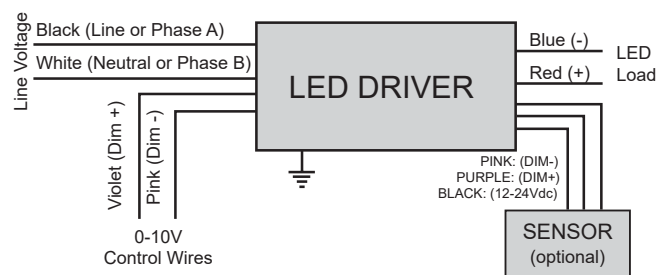 Line Voltage
Black (Line or Phase A)
White (Neutral or Phase B)
Violet (Dim +)
Pink (Dim -)
0-10V
Control Wires
LED DRIVER
Blue (-)
Red (+)
LED
Load
PINK: (DIM-)
PURPLE: (DIM+)
BLACK: (12-24Vdc)
SENSOR
(optional)